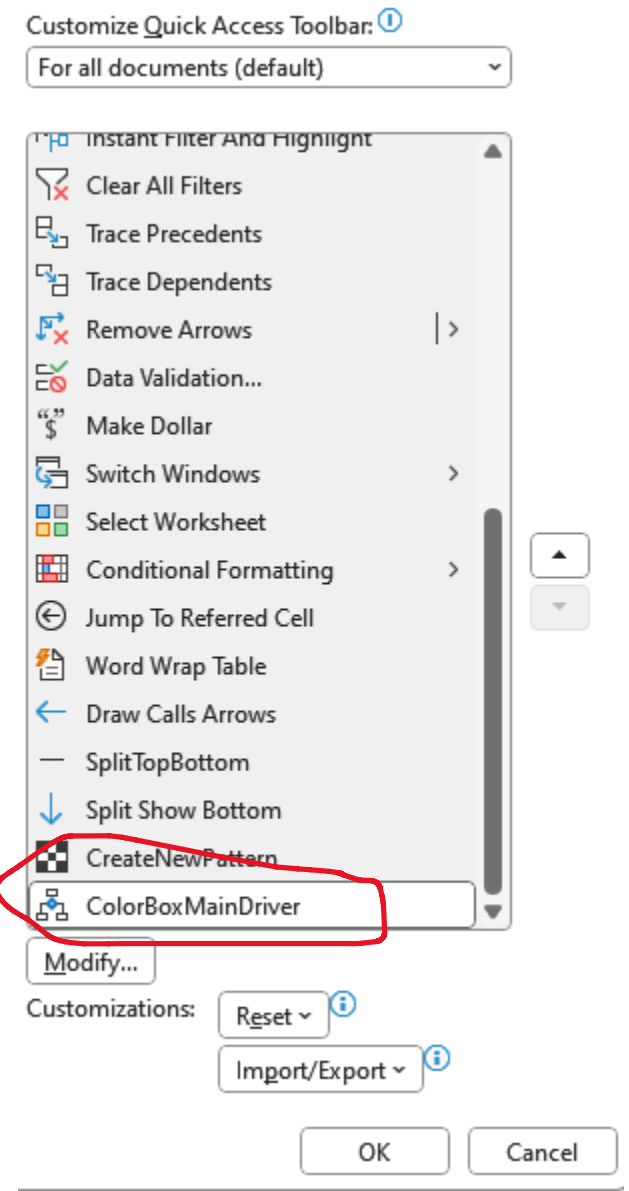 Customize Quick Access Toolbar:
For all documents (default)
Instant Filter And Highlight
Clear All Filters
Trace Precedents
Trace Dependents
Remove Arrows
Data Validation...
“$” Make Dollar
Switch Windows
Select Worksheet
Conditional Formatting
Jump To Referred Cell
Word Wrap Table
Draw Calls Arrows
SplitTopBottom
Split Show Bottom
CreateNewPattern
ColorBoxMainDriver
Modify...
Customizations: Reset
Import/Export
OK Cancel